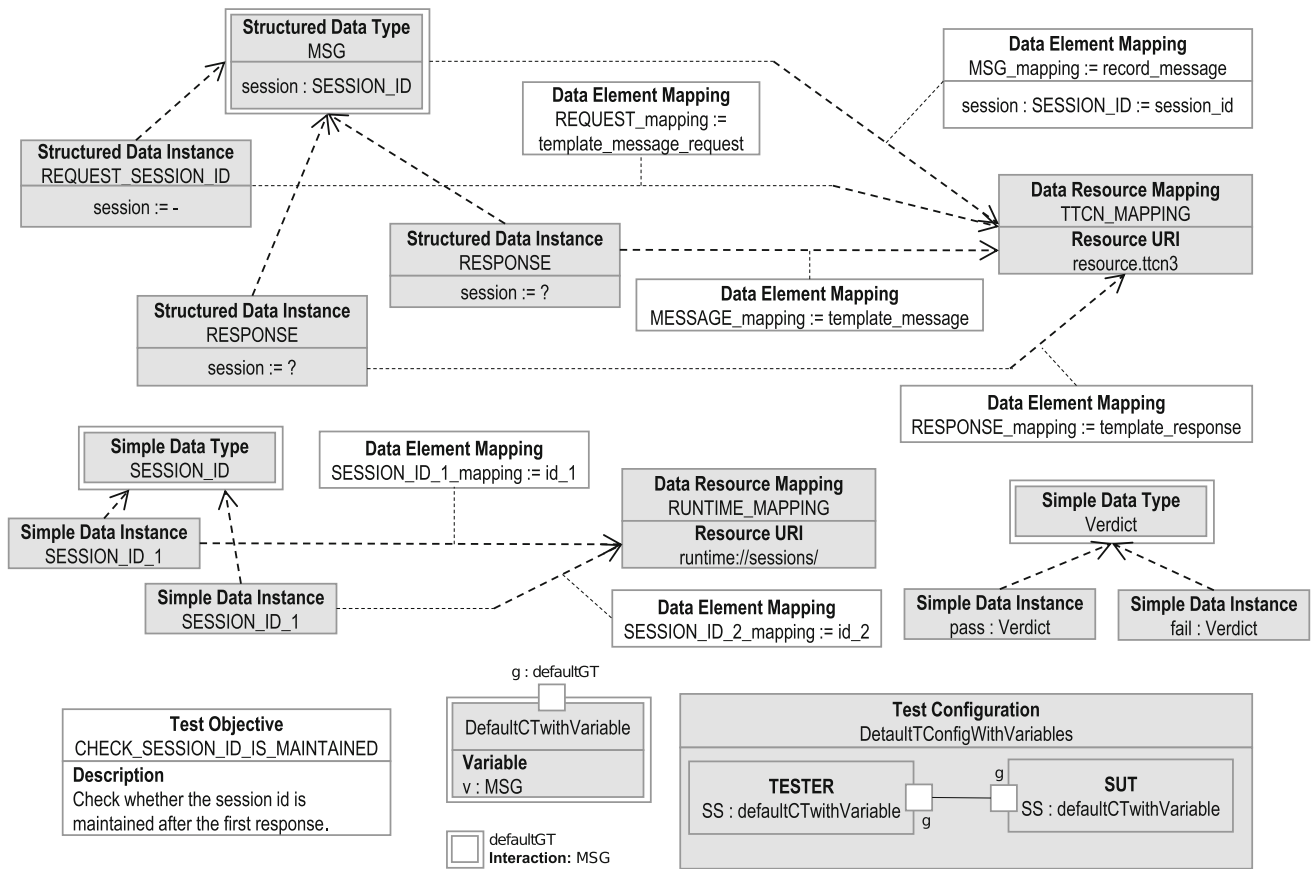 Structured Data Type
MSG
session : SESSION_ID
Data Element Mapping
MSG_mapping := record_message
session : SESSION_ID := session_id
Data Element Mapping
REQUEST_mapping :=
template_message_request
Structured Data Instance
REQUEST_SESSION_ID
session := -
Data Resource Mapping
TTCN_MAPPING
Resource URI
resource.ttcn3
Structured Data Instance
RESPONSE
session := ?
Data Element Mapping
MESSAGE_mapping := template_message
Structured Data Instance
RESPONSE
session := ?
Data Element Mapping
RESPONSE_mapping := template_response
Simple Data Type
SESSION_ID
Data Element Mapping
SESSION_ID_1_mapping := id_1
Data Resource Mapping
RUNTIME_MAPPING
Resource URI
runtime://sessions/
Simple Data Type
Verdict
Simple Data Instance
SESSION_ID_1
Simple Data Instance
SESSION_ID_1
Data Element Mapping
SESSION_ID_2_mapping := id_2
Simple Data Instance
pass : Verdict
Simple Data Instance
fail : Verdict
Test Objective
CHECK_SESSION_ID_IS_MAINTAINED
Description
Check whether the session id is
maintained after the first response.
g : defaultGT
DefaultCTwithVariable
Variable
v : MSG
defaultGT
Interaction: MSG
Test Configuration
DetaultTConfigWithVariables
TESTER
SS : defaultCTwithVariable
g
g
SUT
SS : defaultCTwithVariable